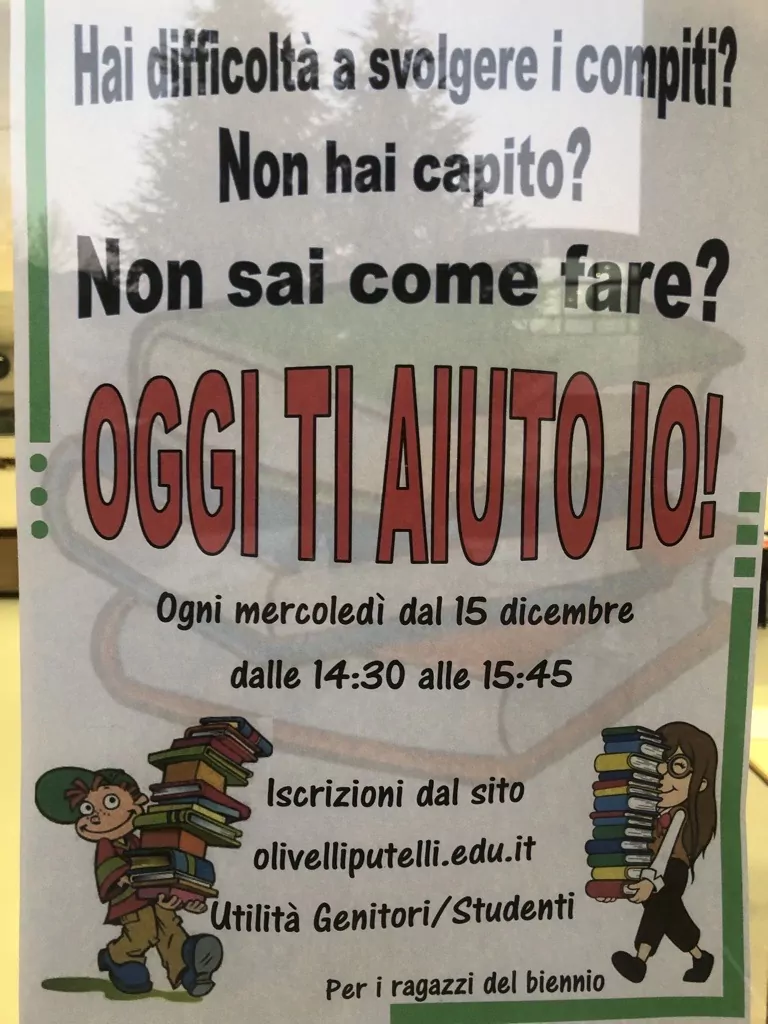 Hai difficoltà a svolgere i compiti?
Non hai capito?
Non sai come fare?
OGGI TI AIUTO IO!
Ogni mercoledì dal 15 dicembre
dalle 14:30 alle 15:45
Iscrizioni dal sito
olivelliputelli.edu.it
Utilità Genitori/Studenti
Per i ragazzi del biennio